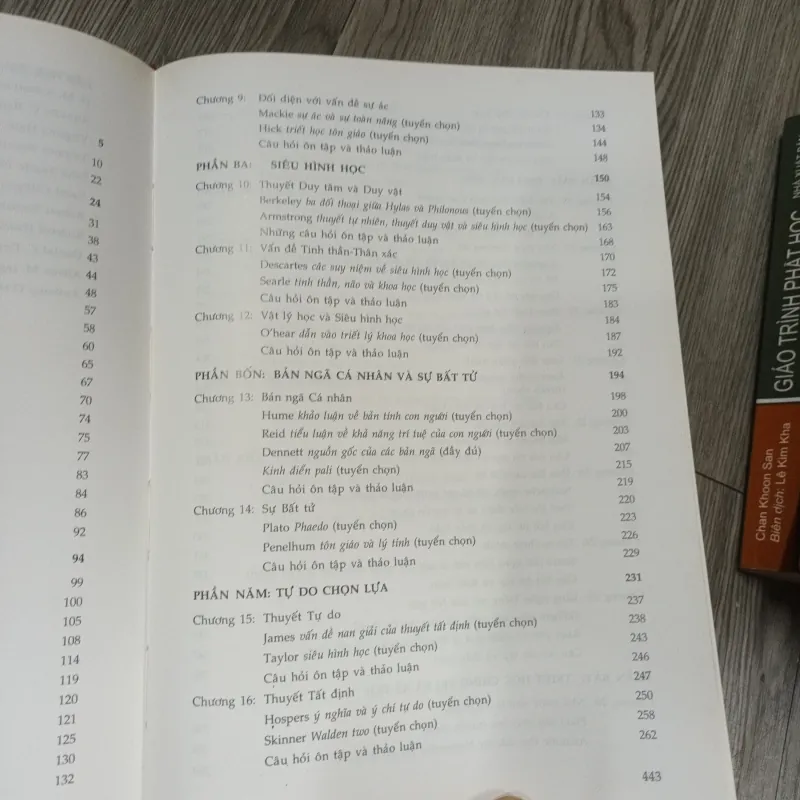 5
10
22
24
31
38
43
44
48
57
58
60
65
67
70
74
75
77
83
84
86
92
94
99
100
105
108
114
119
120
121
125
130
132
Chương 9: Đối diện với vấn đề sự ác 133
Mackie sự ác và sự toàn năng (tuyển chọn) 134
Hick triết học tôn giáo (tuyển chọn) 144
Câu hỏi ôn tập và thảo luận 148
PHẦN BA: SIÊU HÌNH HỌC 150
Chương 10: Thuyết Duy tâm và Duy vật 154
Berkeley ba đối thoại giữa Hylas và Philonous (tuyển chọn) 156
Armstrong thuyết tự nhiên, thuyết duy vật và siêu hình học (tuyển chọn) 163
Những câu hỏi ôn tập và thảo luận 168
Chương 11: Vấn đề Tinh thần-Thân xác 170
Descartes các suy niệm về siêu hình học (tuyển chọn) 172
Searle tinh thần, não và khoa học (tuyển chọn) 175
Câu hỏi ôn tập và thảo luận 183
Chương 12: Vật lý học và Siêu hình học 184
O'hear dẫn vào triết lý khoa học (tuyển chọn) 187
Câu hỏi ôn tập và thảo luận 192
PHẦN BỐN: BẢN NGÃ CÁ NHÂN VÀ SỰ BẤT TỬ 194
Chương 13: Bản ngã Cá nhân 198
Hume khảo luận về bản tính con người (tuyển chọn) 200
Reid tiểu luận về khả năng trí tuệ của con người (tuyển chọn) 203
Dennett nguồn gốc của các bản ngã (đầy đủ) 207
Kinh điển pali (tuyển chọn) 215
Câu hỏi ôn tập và thảo luận 219
Chương 14: Sự Bất tử 220
Plato Phaedo (tuyển chọn) 223
Penelhum tôn giáo và lý tính (tuyển chọn) 226
Câu hỏi ôn tập và thảo luận 229
PHẦN NĂM: TỰ DO CHỌN LỰA 231
Chương 15: Thuyết Tự do 237
James vấn đề nan giải của thuyết tất định (tuyển chọn) 238
Taylor siêu hình học (tuyển chọn) 243
Câu hỏi ôn tập và thảo luận 246
Chương 16: Thuyết Tất định 247
Hospers ý nghĩa và ý chí tự do (tuyển chọn) 250
Skinner Walden two (tuyển chọn) 258
Câu hỏi ôn tập và thảo luận 262
443
GIÁO TRÌNH PHẬT HỌC
Chan Khoon San
Biên dịch: Lê Kim Kha